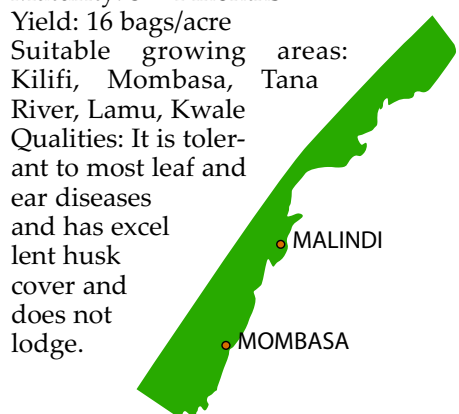 Yield: 16 bags/acre
Suitable growing areas:
Kilifi, Mombasa, Tana
River, Lamu, Kwale
Qualities: It is toler-
ant to most leaf and
ear diseases
and has excel
lent husk
cover and
does not
lodge.
MALINDI
MOMBASA